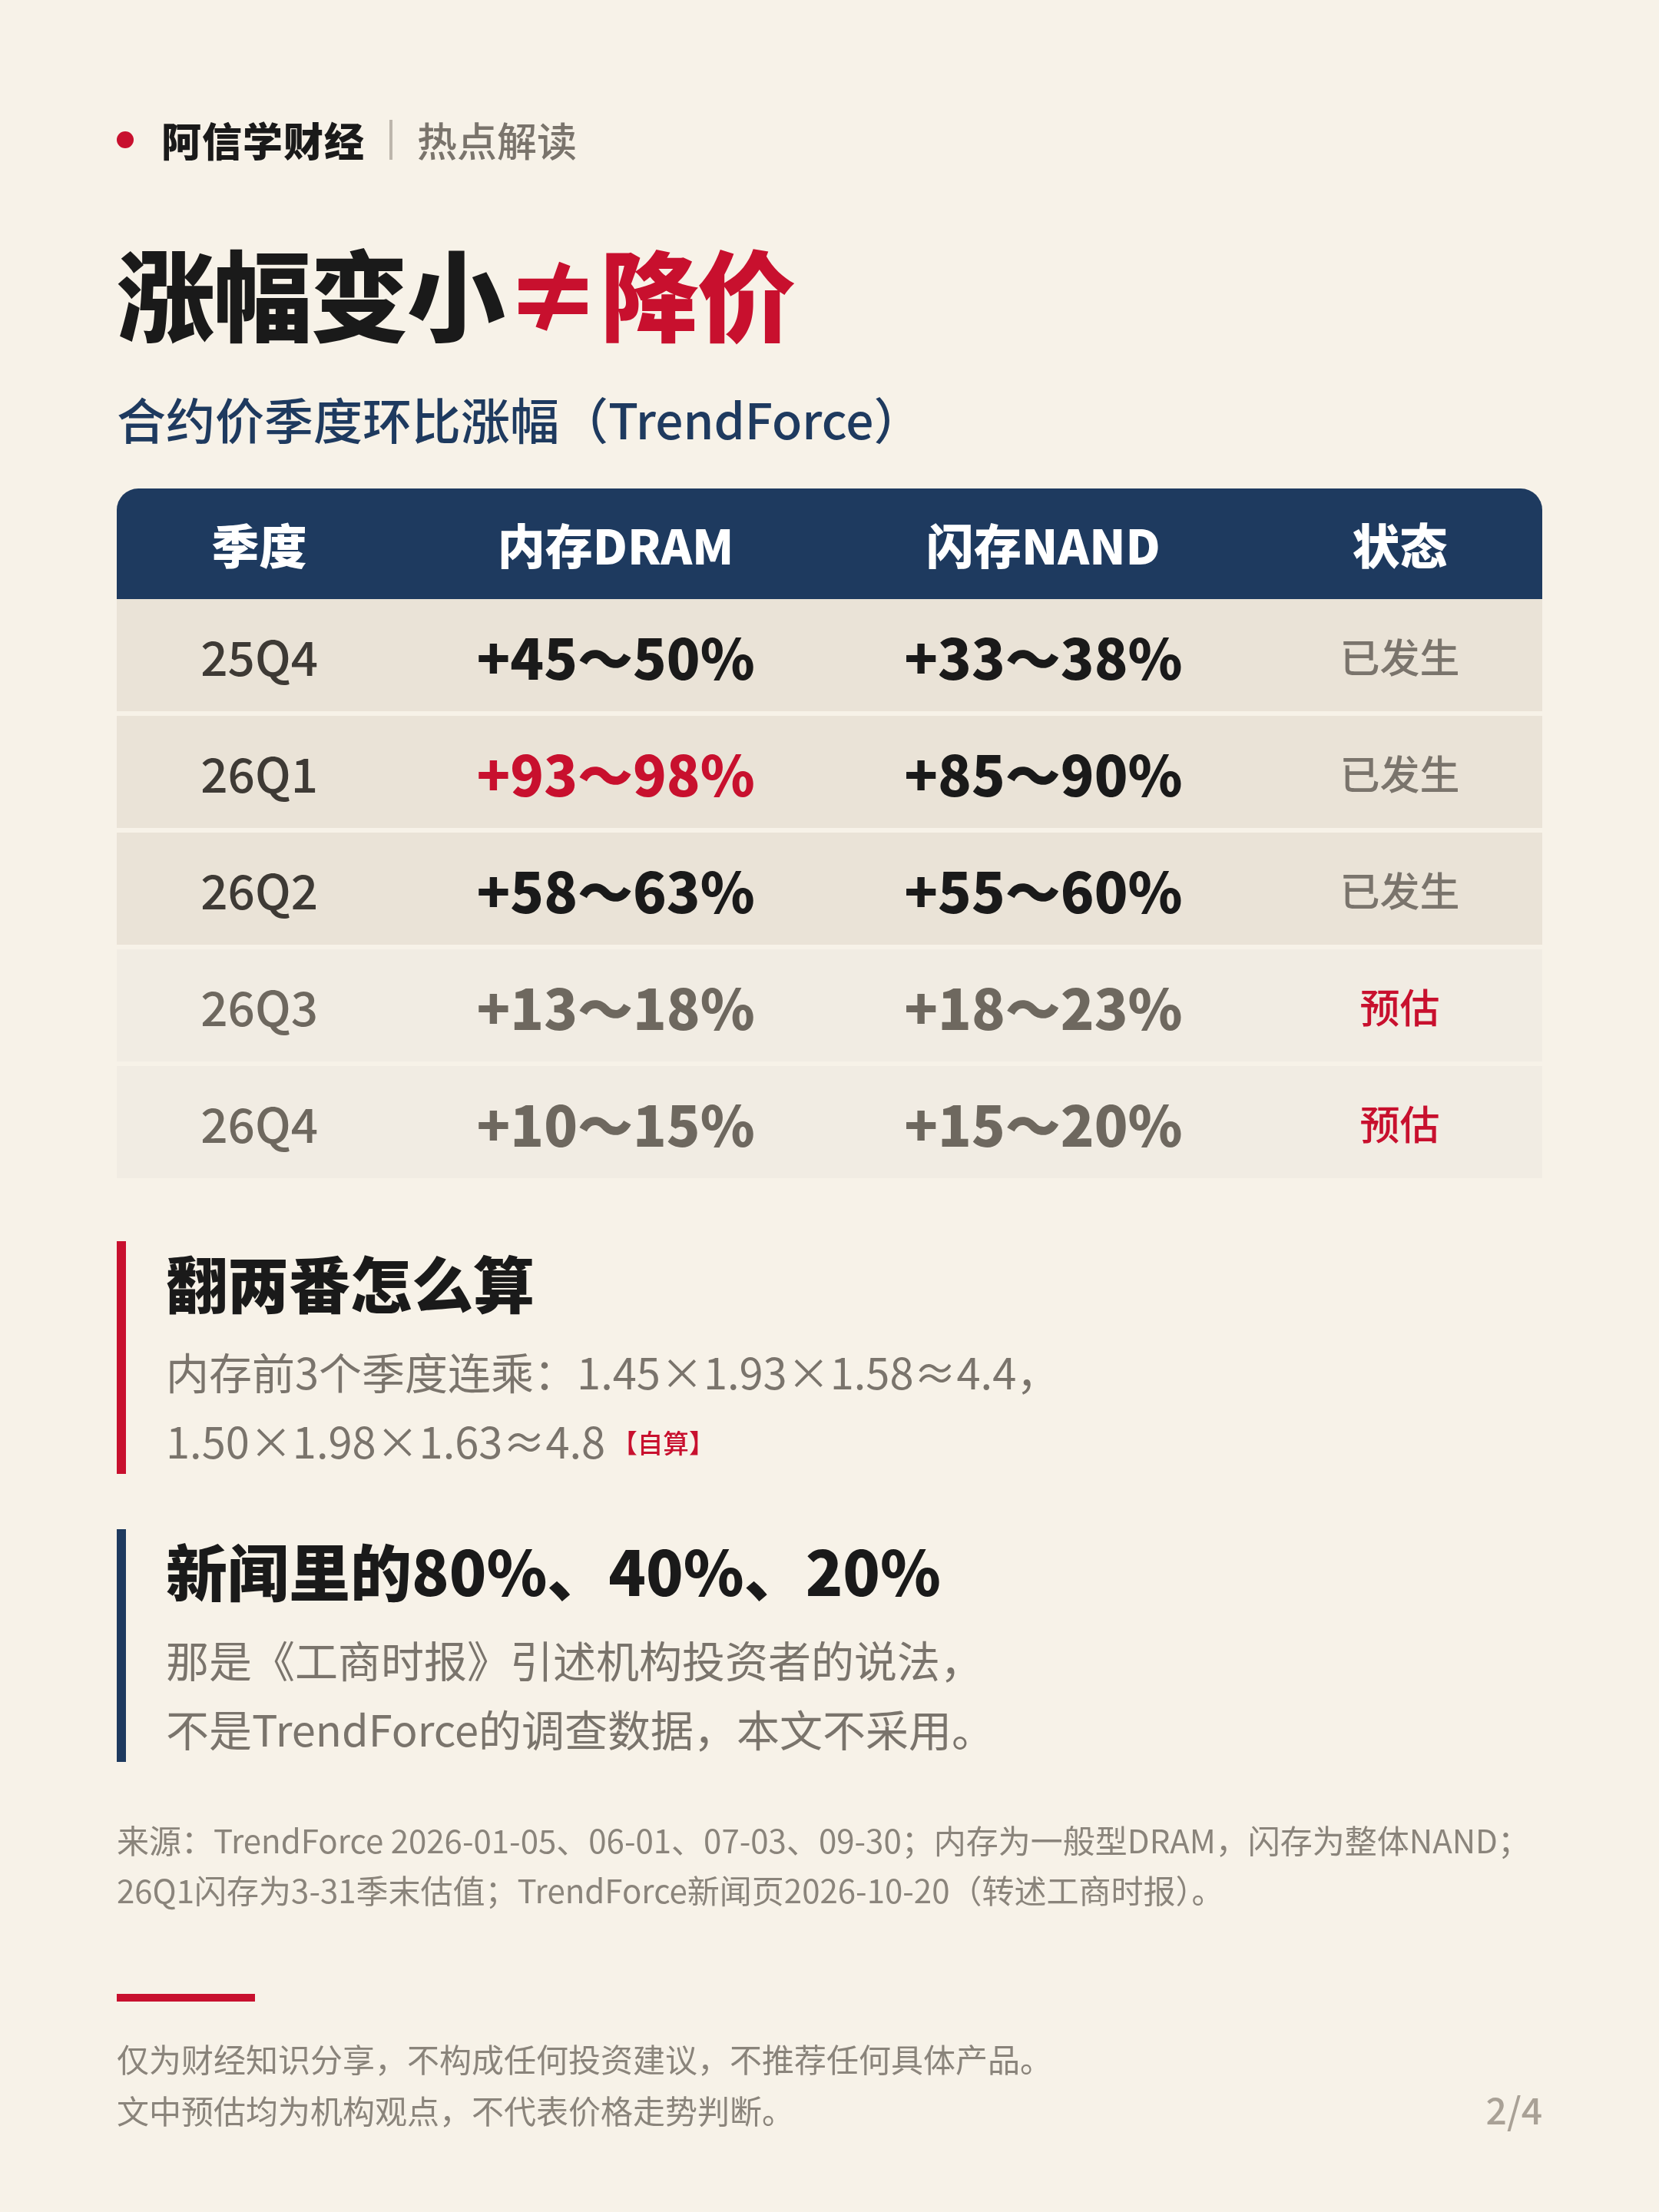 阿信学财经｜热点解读
涨幅变小≠降价
合约价季度环比涨幅（TrendForce）
季度 内存DRAM 闪存NAND 状态
25Q4 +45～50% +33～38% 已发生
26Q1 +93～98% +85～90% 已发生
26Q2 +58～63% +55～60% 已发生
26Q3 +13～18% +18～23% 预估
26Q4 +10～15% +15～20% 预估
翻两番怎么算
内存前3个季度连乘：1.45×1.93×1.58≈4.4，
1.50×1.98×1.63≈4.8【自算】
新闻里的80%、40%、20%
那是《工商时报》引述机构投资者的说法，
不是TrendForce的调查数据，本文不采用。
来源：TrendForce 2026-01-05、06-01、07-03、09-30；内存为一般型DRAM，闪存为整体NAND；
26Q1闪存为3-31季末估值；TrendForce新闻页2026-10-20（转述工商时报）。
仅为财经知识分享，不构成任何投资建议，不推荐任何具体产品。
文中预估均为机构观点，不代表价格走势判断。
2/4